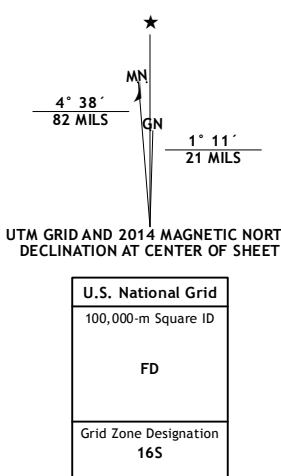 ★
MN
4° 38´
82 MILS
GN
1° 11´
21 MILS
UTM GRID AND 2014 MAGNETIC NORT
DECLINATION AT CENTER OF SHEET
U.S. National Grid
100,000-m Square ID
FD
Grid Zone Designation
16S